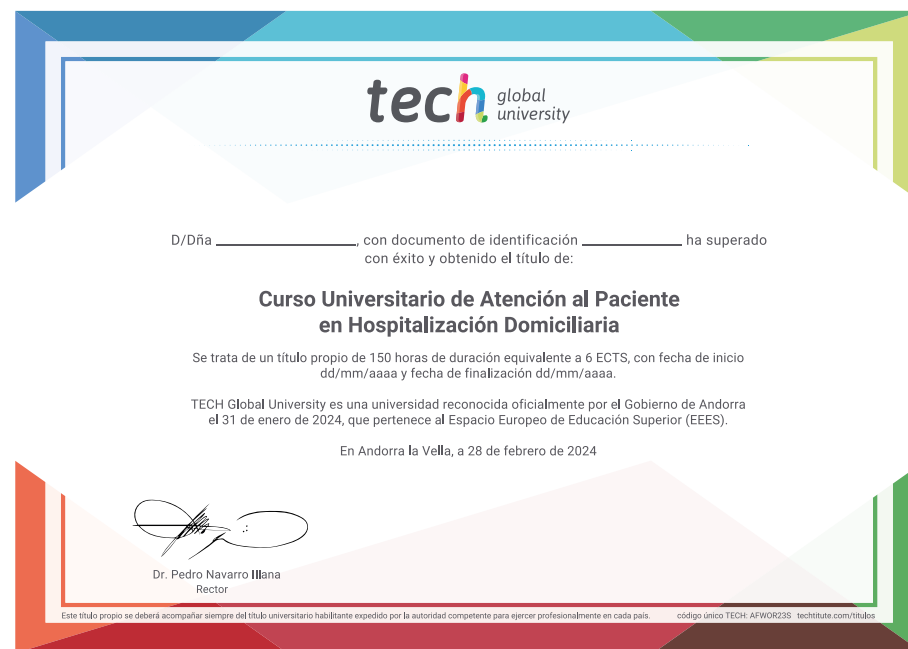 tech global university
D/Dña ________________, con documento de identificación ____________ ha superado
con éxito y obtenido el título de:
Curso Universitario de Atención al Paciente
en Hospitalización Domiciliaria
Se trata de un título propio de 150 horas de duración equivalente a 6 ECTS, con fecha de inicio
dd/mm/aaaa y fecha de finalización dd/mm/aaaa.
TECH Global University es una universidad reconocida oficialmente por el Gobierno de Andorra
el 31 de enero de 2024, que pertenece al Espacio Europeo de Educación Superior (EEES).
En Andorra la Vella, a 28 de febrero de 2024
Dr. Pedro Navarro Illana
Rector
Este título propio se deberá acompañar siempre del título universitario habilitante expedido por la autoridad competente para ejercer profesionalmente en cada país. código único TECH: AFWOR23S techtitute.com/titulos